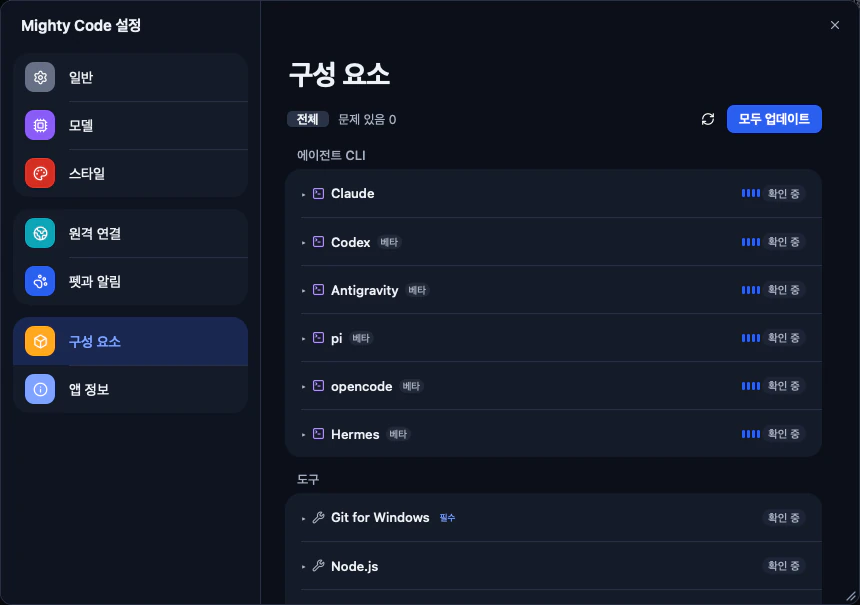 Mighty Code 설정
일반
모델
스타일
원격 연결
펫과 알림
구성 요소
앱 정보
구성 요소
전체 문제 있음 0 모두 업데이트
에이전트 CLI
Claude 확인 중
Codex 베타 확인 중
Antigravity 베타 확인 중
pi 베타 확인 중
opencode 베타 확인 중
Hermes 베타 확인 중
도구
Git for Windows 필수 확인 중
Node.js 확인 중